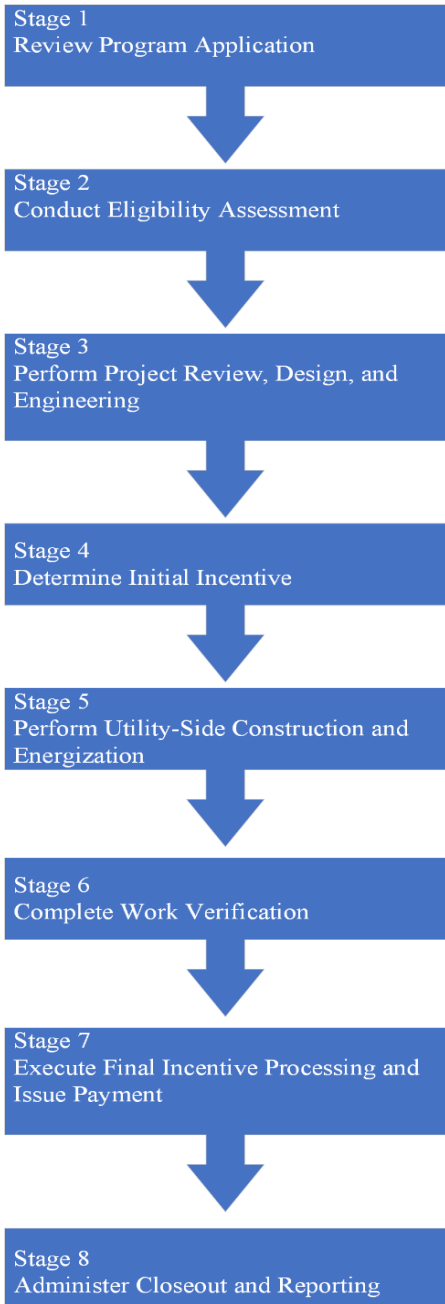 Stage 1
Review Program Application
Stage 2
Conduct Eligibility Assessment
Stage 3
Perform Project Review, Design, and
Engineering
Stage 4
Determine Initial Incentive
Stage 5
Perform Utility-Side Construction and
Energization
Stage 6
Complete Work Verification
Stage 7
Execute Final Incentive Processing and
Issue Payment
Stage 8
Administer Closeout and Reporting